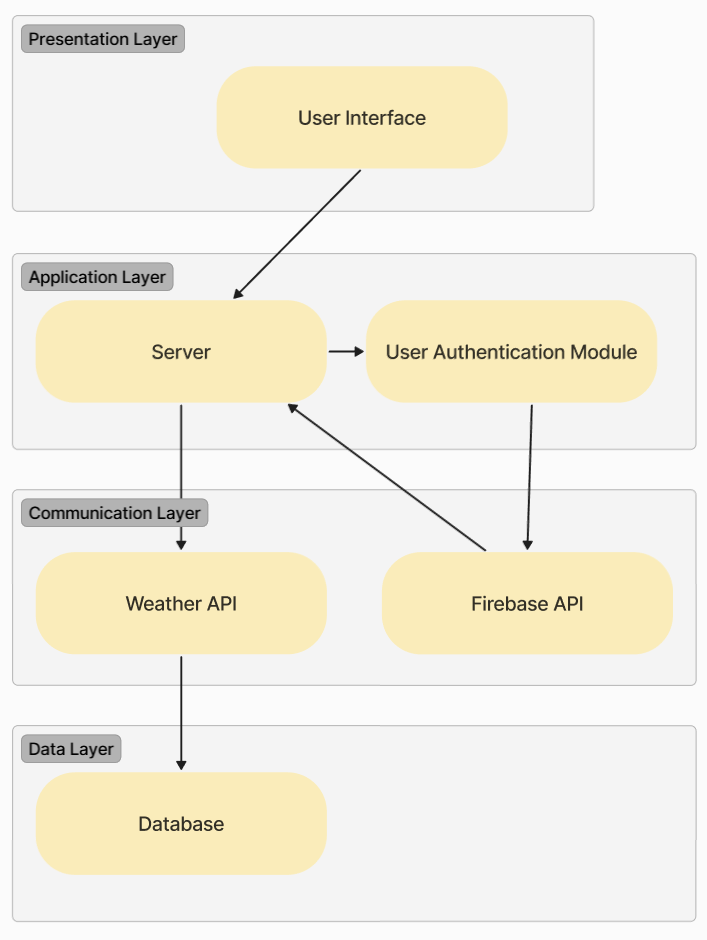 Presentation Layer
User Interface
Application Layer
Server
User Authentication Module
Communication Layer
Weather API
Firebase API
Data Layer
Database